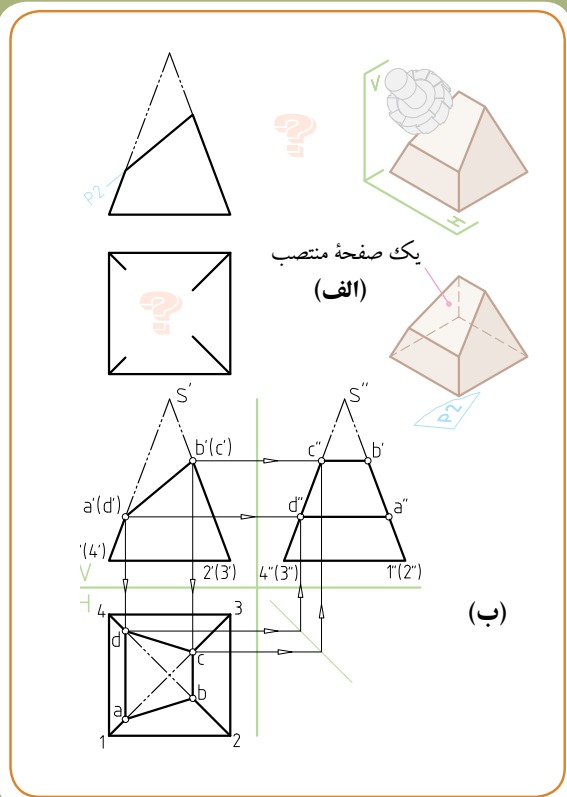 V
P2
?
H
یک صفحهٔ منتصب
(الف)
?
P2
S'
S"
b'(c')
c"
b'
a'(d')
d"
a"
'(4')
2'(3')
4"(3")
1"(2")
V
H
4
3
d
c
(ب)
b
a
1
2